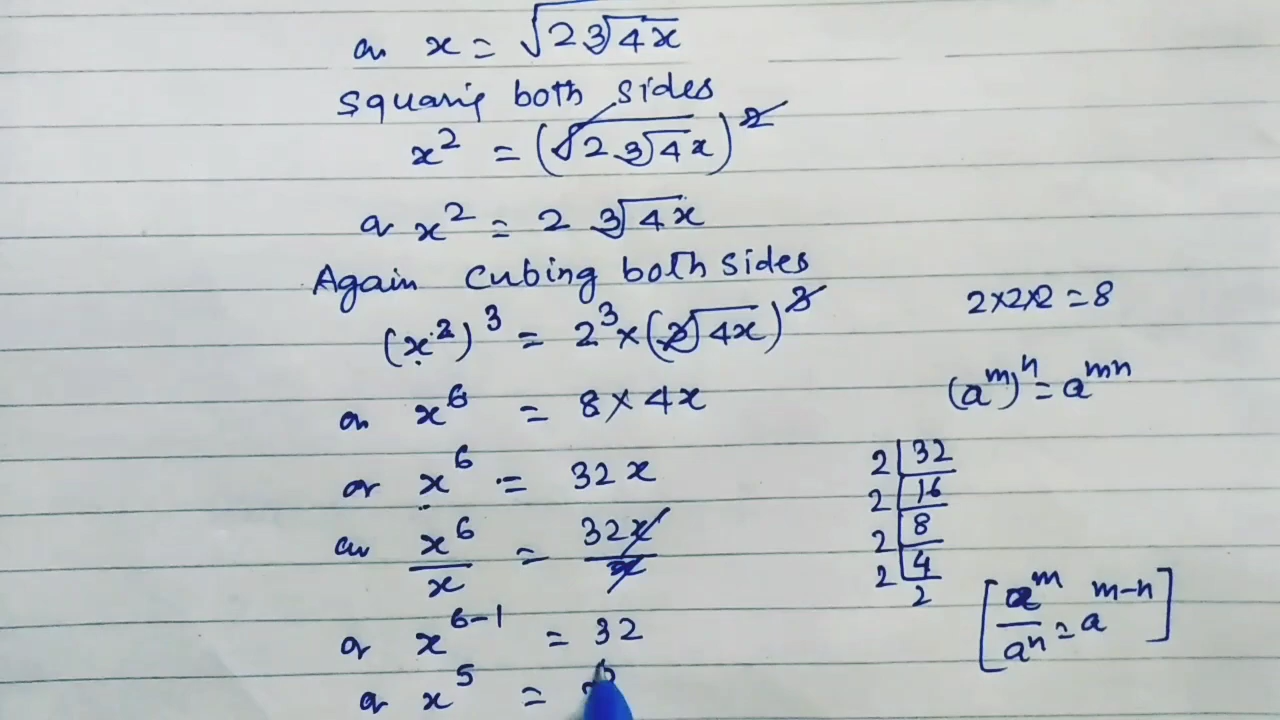 or x = √2∛4x
squaring both sides
x² = (√2∛4x)²
or x² = 2 ∛4x
Again cubing both sides
(x²)³ = 2³×(∛4x)³
2×2×2 = 8
or x⁶ = 8 × 4x
(aᵐ)ⁿ = aᵐⁿ
or x⁶ = 32x
2 | 32
2 | 16
2 | 8
2 | 4
2
or x⁶/x = 32x/x
[aᵐ/aⁿ = aᵐ⁻ⁿ]
or x⁶⁻¹ = 32
or x⁵ =